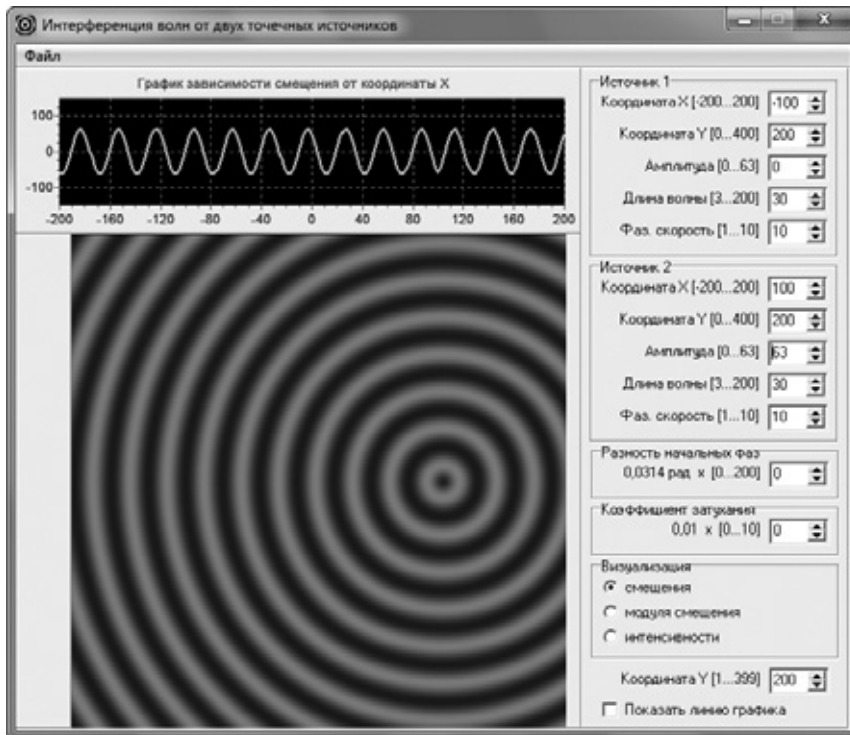 Интерференция волн от двух точечных источников
Файл
График зависимости смещения от координаты X
100
0
-100
-200 -160 -120 -80 -40 0 40 80 120 160 200
Источник 1
Координата X [-200...200] -100
Координата Y [0...400] 200
Амплитуда [0...63] 0
Длина волны [3...200] 30
Фаз. скорость [1...10] 10
Источник 2
Координата X [-200...200] 100
Координата Y [0...400] 200
Амплитуда [0...63] 63
Длина волны [3...200] 30
Фаз. скорость [1...10] 10
Разность начальных фаз
0,0314 рад x [0...200] 0
Коэффициент затухания
0,01 x [0...10] 0
Визуализация
смещения
модуля смещения
интенсивности
Координата Y [1...399] 200
Показать линию графика